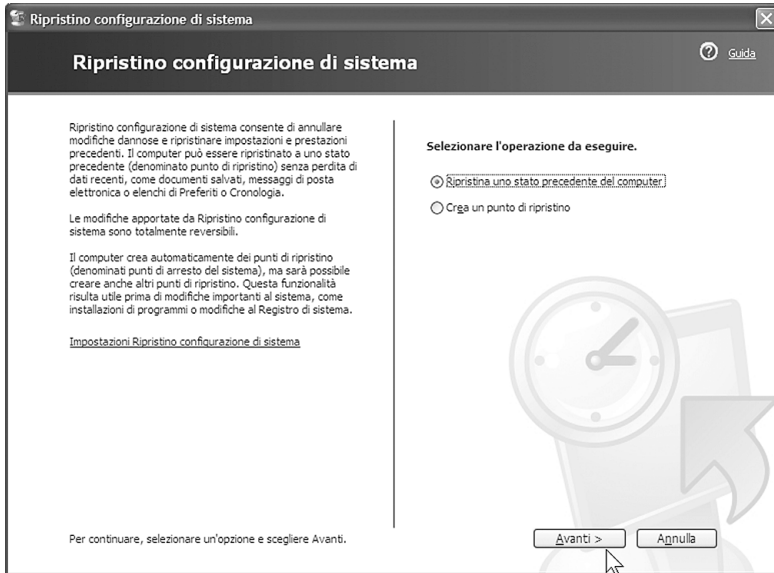 Ripristino configurazione di sistema
Ripristino configurazione di sistema
Guida
Ripristino configurazione di sistema consente di annullare
modifiche dannose e ripristinare impostazioni e prestazioni
precedenti. Il computer può essere ripristinato a uno stato
precedente (denominato punto di ripristino) senza perdita di
dati recenti, come documenti salvati, messaggi di posta
elettronica o elenchi di Preferiti o Cronologia.
Le modifiche apportate da Ripristino configurazione di
sistema sono totalmente reversibili.
Il computer crea automaticamente dei punti di ripristino
(denominati punti di arresto del sistema), ma sarà possibile
creare anche altri punti di ripristino. Questa funzionalità
risulta utile prima di modifiche importanti al sistema, come
installazioni di programmi o modifiche al Registro di sistema.
Impostazioni Ripristino configurazione di sistema
Selezionare l'operazione da eseguire.
Ripristina uno stato precedente del computer
Crea un punto di ripristino
Per continuare, selezionare un'opzione e scegliere Avanti.
Avanti >
Annulla